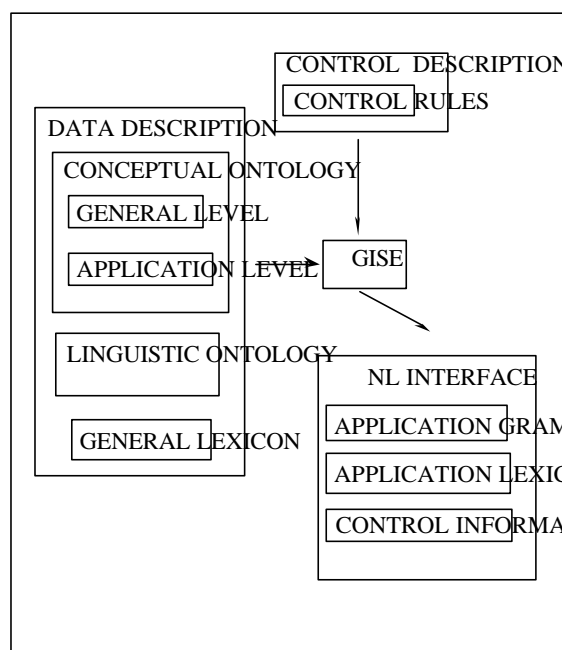 CONTROL DESCRIPTION
CONTROL RULES
DATA DESCRIPTION
CONCEPTUAL ONTOLOGY
GENERAL LEVEL
APPLICATION LEVEL
GISE
LINGUISTIC ONTOLOGY
GENERAL LEXICON
NL INTERFACE
APPLICATION GRAM
APPLICATION LEXIC
CONTROL INFORMA